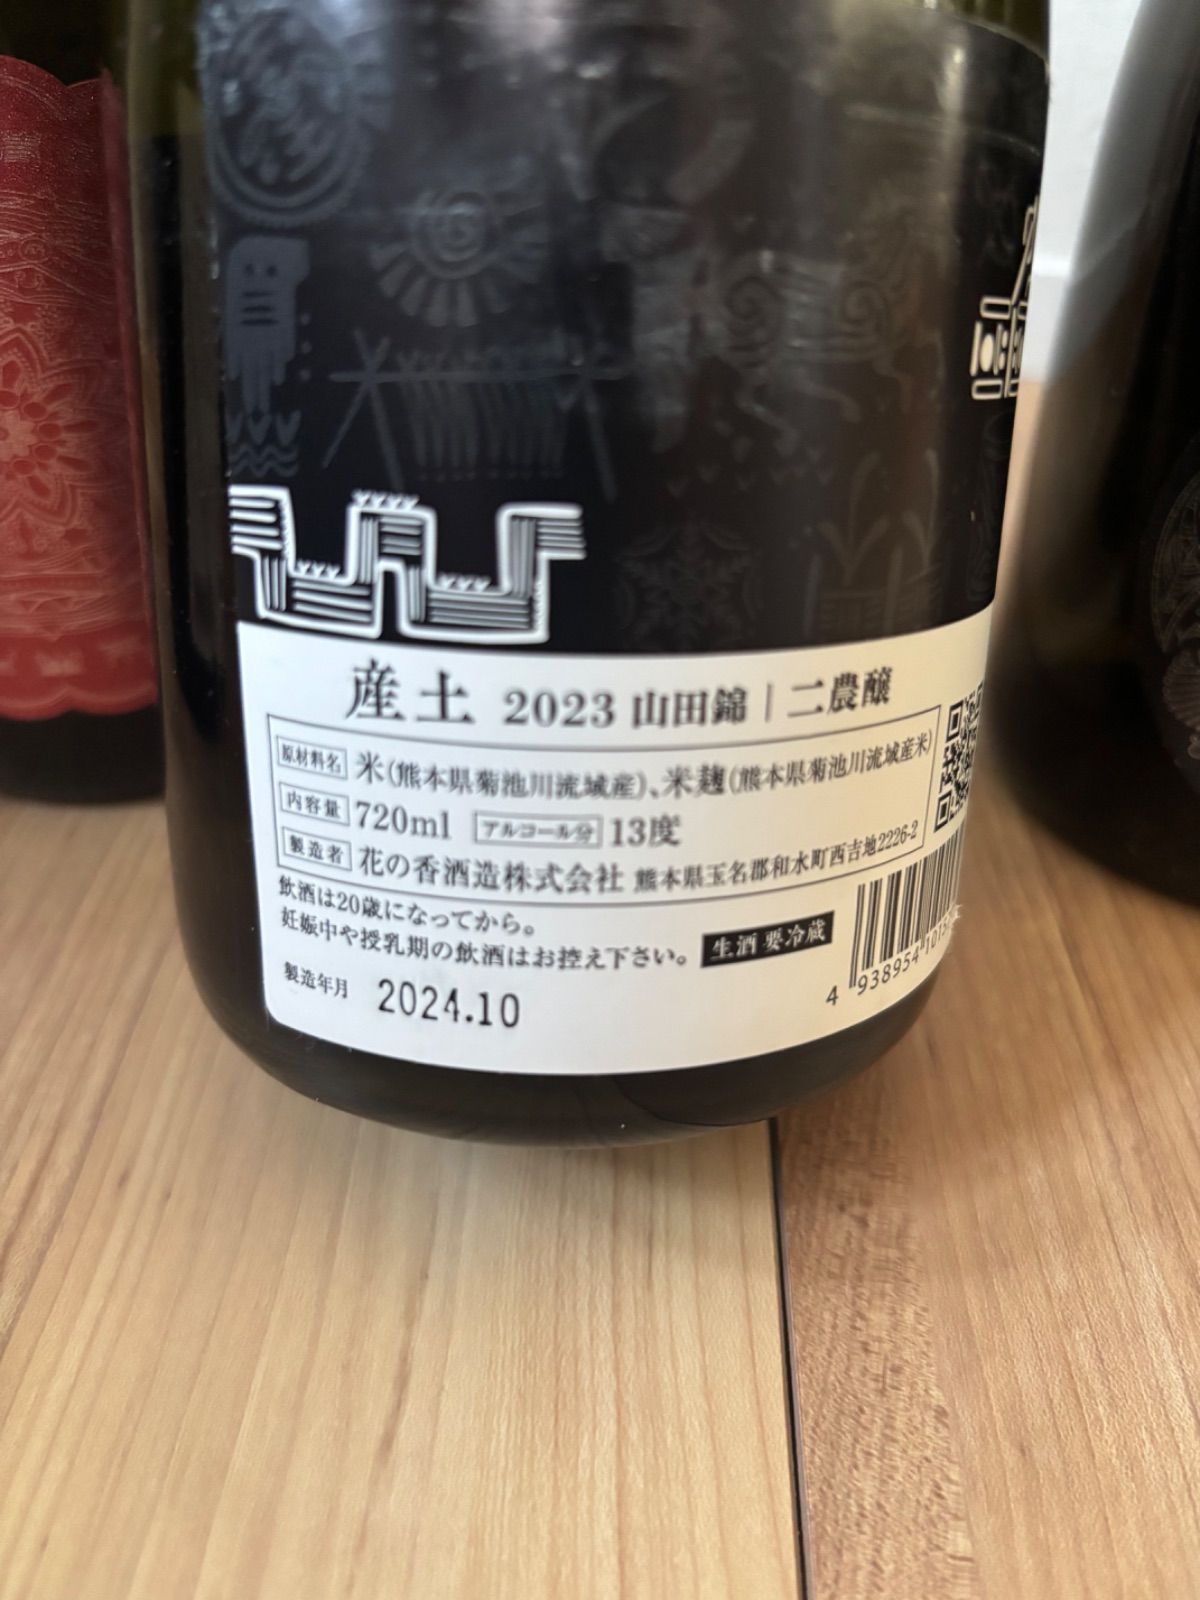 産土 2023 山田錦｜二農醸
原材料名 米(熊本県菊池川流域産)、米麹(熊本県菊池川流域産米)
内容量 720ml アルコール分 13度
製造者 花の香酒造株式会社 熊本県玉名郡和水町西吉地2226-2
飲酒は20歳になってから。
妊娠中や授乳期の飲酒はお控え下さい。 生酒 要冷蔵
製造年月 2024.10
4 938954 1015